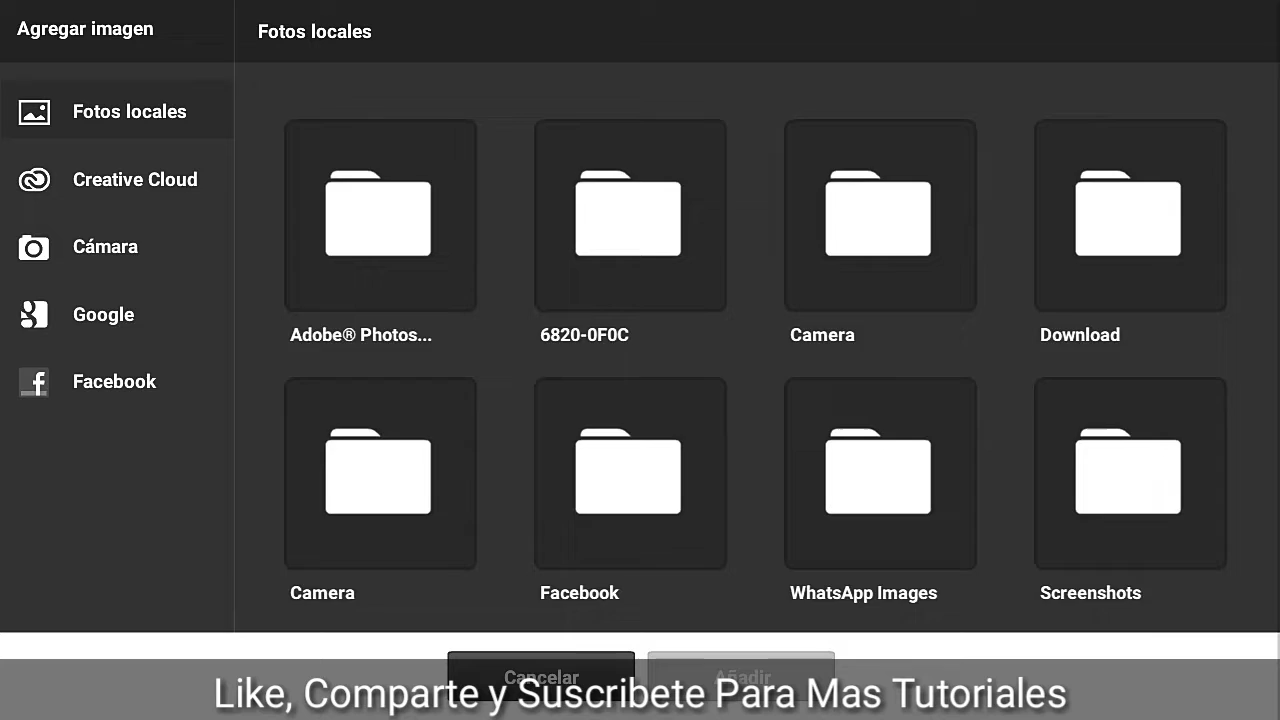 Agregar imagen
Fotos locales
Fotos locales
Creative Cloud
Cámara
Google
Facebook
Adobe® Photos...
6820-0F0C
Camera
Download
Camera
Facebook
WhatsApp Images
Screenshots
Cancelar
Añadir
Like, Comparte y Suscribete Para Mas Tutoriales